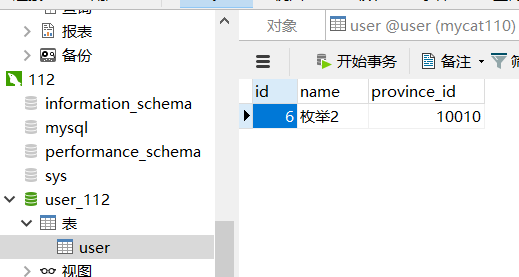 报表
备份
112
information_schema
mysql
performance_schema
sys
user_112
表
user
视图
对象
user @user (mycat110)
开始事务
备注
id name province_id
6 枚举2 10010